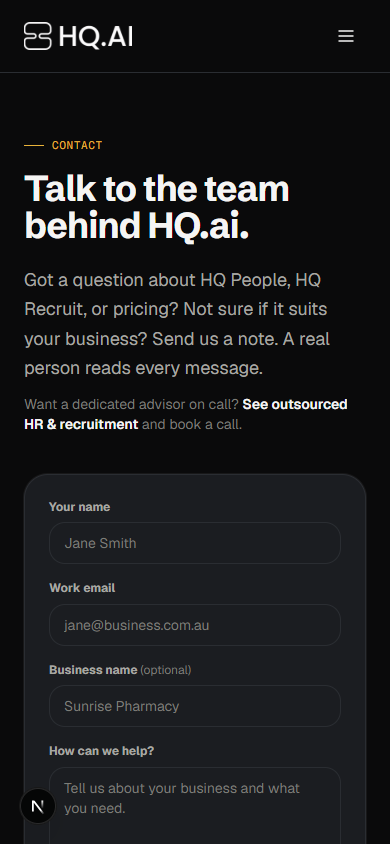 HQ.AI
CONTACT
Talk to the team
behind HQ.ai.
Got a question about HQ People, HQ
Recruit, or pricing? Not sure if it suits
your business? Send us a note. A real
person reads every message.
Want a dedicated advisor on call? See outsourced
HR & recruitment and book a call.
Your name
Jane Smith
Work email
jane@business.com.au
Business name (optional)
Sunrise Pharmacy
How can we help?
Tell us about your business and what
you need.
N